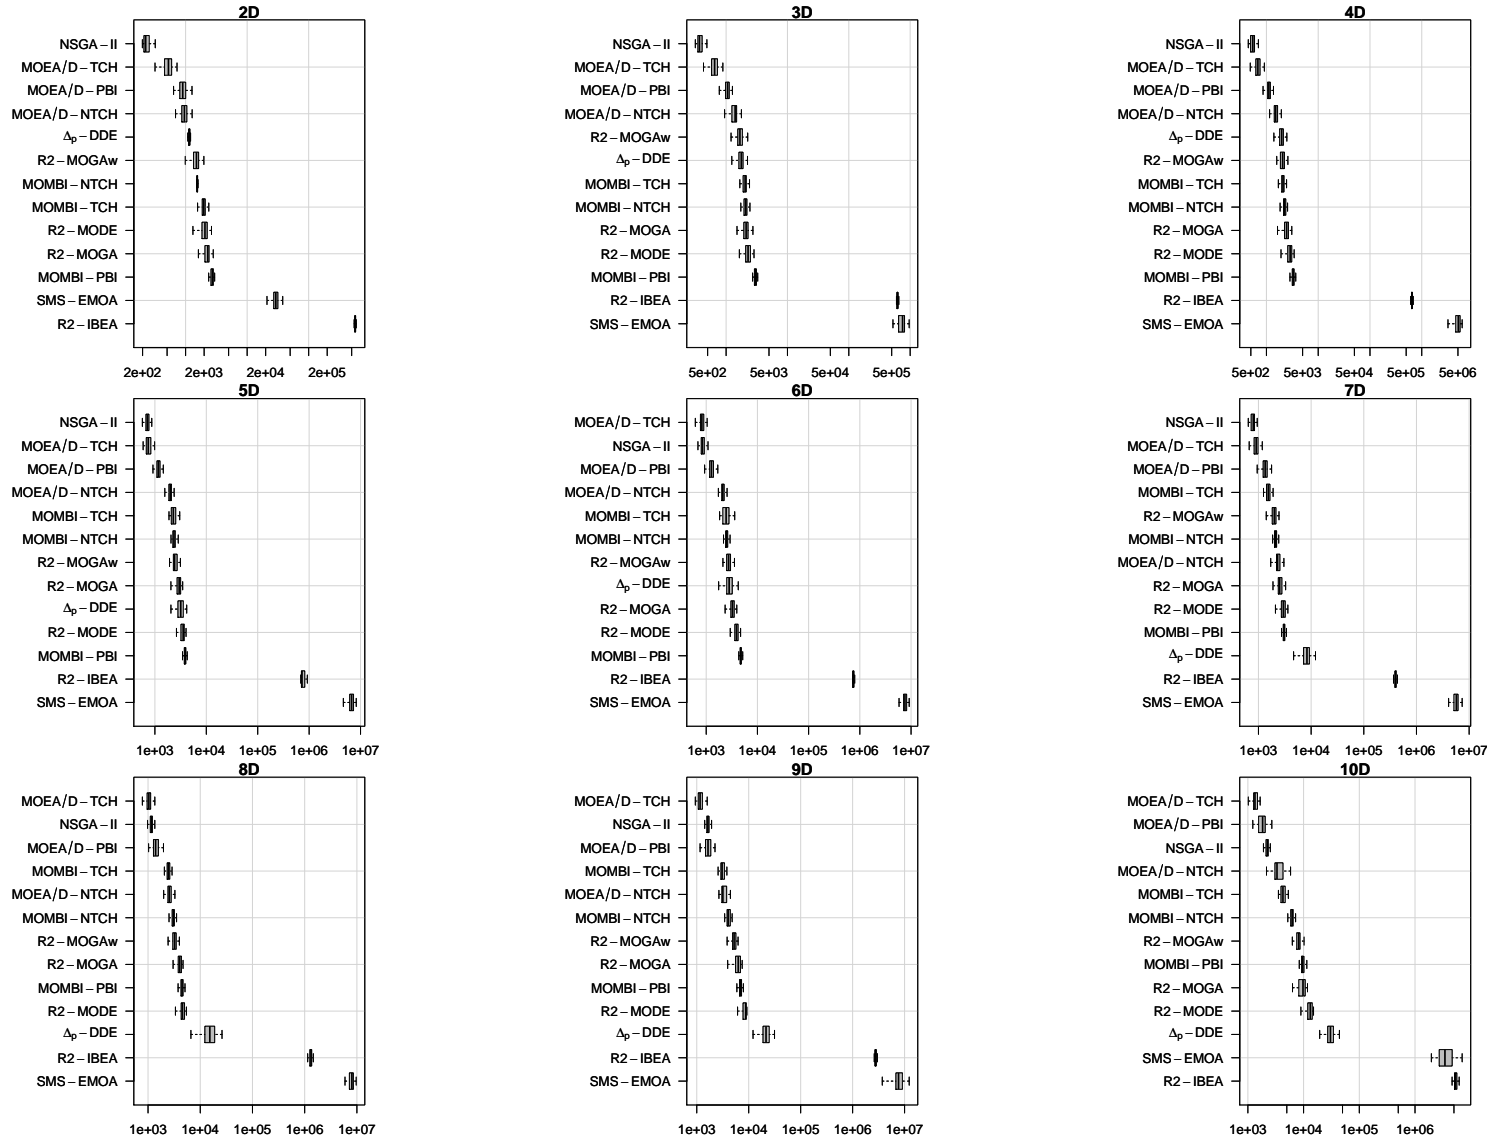 2D
NSGA−II
MOEA/D−TCH
MOEA/D−PBI
MOEA/D−NTCH
Δp−DDE
R2−MOGAw
MOMBI−NTCH
MOMBI−TCH
R2−MODE
R2−MOGA
MOMBI−PBI
SMS−EMOA
R2−IBEA
2e+02 2e+03 2e+04 2e+05
3D
NSGA−II
MOEA/D−TCH
MOEA/D−PBI
MOEA/D−NTCH
R2−MOGAw
Δp−DDE
MOMBI−TCH
MOMBI−NTCH
R2−MOGA
R2−MODE
MOMBI−PBI
R2−IBEA
SMS−EMOA
5e+02 5e+03 5e+04 5e+05
4D
NSGA−II
MOEA/D−TCH
MOEA/D−PBI
MOEA/D−NTCH
Δp−DDE
R2−MOGAw
MOMBI−TCH
MOMBI−NTCH
R2−MOGA
R2−MODE
MOMBI−PBI
R2−IBEA
SMS−EMOA
5e+02 5e+03 5e+04 5e+05 5e+06
5D
NSGA−II
MOEA/D−TCH
MOEA/D−PBI
MOEA/D−NTCH
MOMBI−TCH
MOMBI−NTCH
R2−MOGAw
R2−MOGA
Δp−DDE
R2−MODE
MOMBI−PBI
R2−IBEA
SMS−EMOA
1e+03 1e+04 1e+05 1e+06 1e+07
6D
MOEA/D−TCH
NSGA−II
MOEA/D−PBI
MOEA/D−NTCH
MOMBI−TCH
MOMBI−NTCH
R2−MOGAw
Δp−DDE
R2−MOGA
R2−MODE
MOMBI−PBI
R2−IBEA
SMS−EMOA
1e+03 1e+04 1e+05 1e+06 1e+07
7D
NSGA−II
MOEA/D−TCH
MOEA/D−PBI
MOMBI−TCH
R2−MOGAw
MOMBI−NTCH
MOEA/D−NTCH
R2−MOGA
R2−MODE
MOMBI−PBI
Δp−DDE
R2−IBEA
SMS−EMOA
1e+03 1e+04 1e+05 1e+06 1e+07
8D
MOEA/D−TCH
NSGA−II
MOEA/D−PBI
MOMBI−TCH
MOEA/D−NTCH
MOMBI−NTCH
R2−MOGAw
R2−MOGA
MOMBI−PBI
R2−MODE
Δp−DDE
R2−IBEA
SMS−EMOA
1e+03 1e+04 1e+05 1e+06 1e+07
9D
MOEA/D−TCH
NSGA−II
MOEA/D−PBI
MOMBI−TCH
MOEA/D−NTCH
MOMBI−NTCH
R2−MOGAw
R2−MOGA
MOMBI−PBI
R2−MODE
Δp−DDE
R2−IBEA
SMS−EMOA
1e+03 1e+04 1e+05 1e+06 1e+07
10D
MOEA/D−TCH
MOEA/D−PBI
NSGA−II
MOEA/D−NTCH
MOMBI−TCH
MOMBI−NTCH
R2−MOGAw
MOMBI−PBI
R2−MOGA
R2−MODE
Δp−DDE
SMS−EMOA
R2−IBEA
1e+03 1e+04 1e+05 1e+06